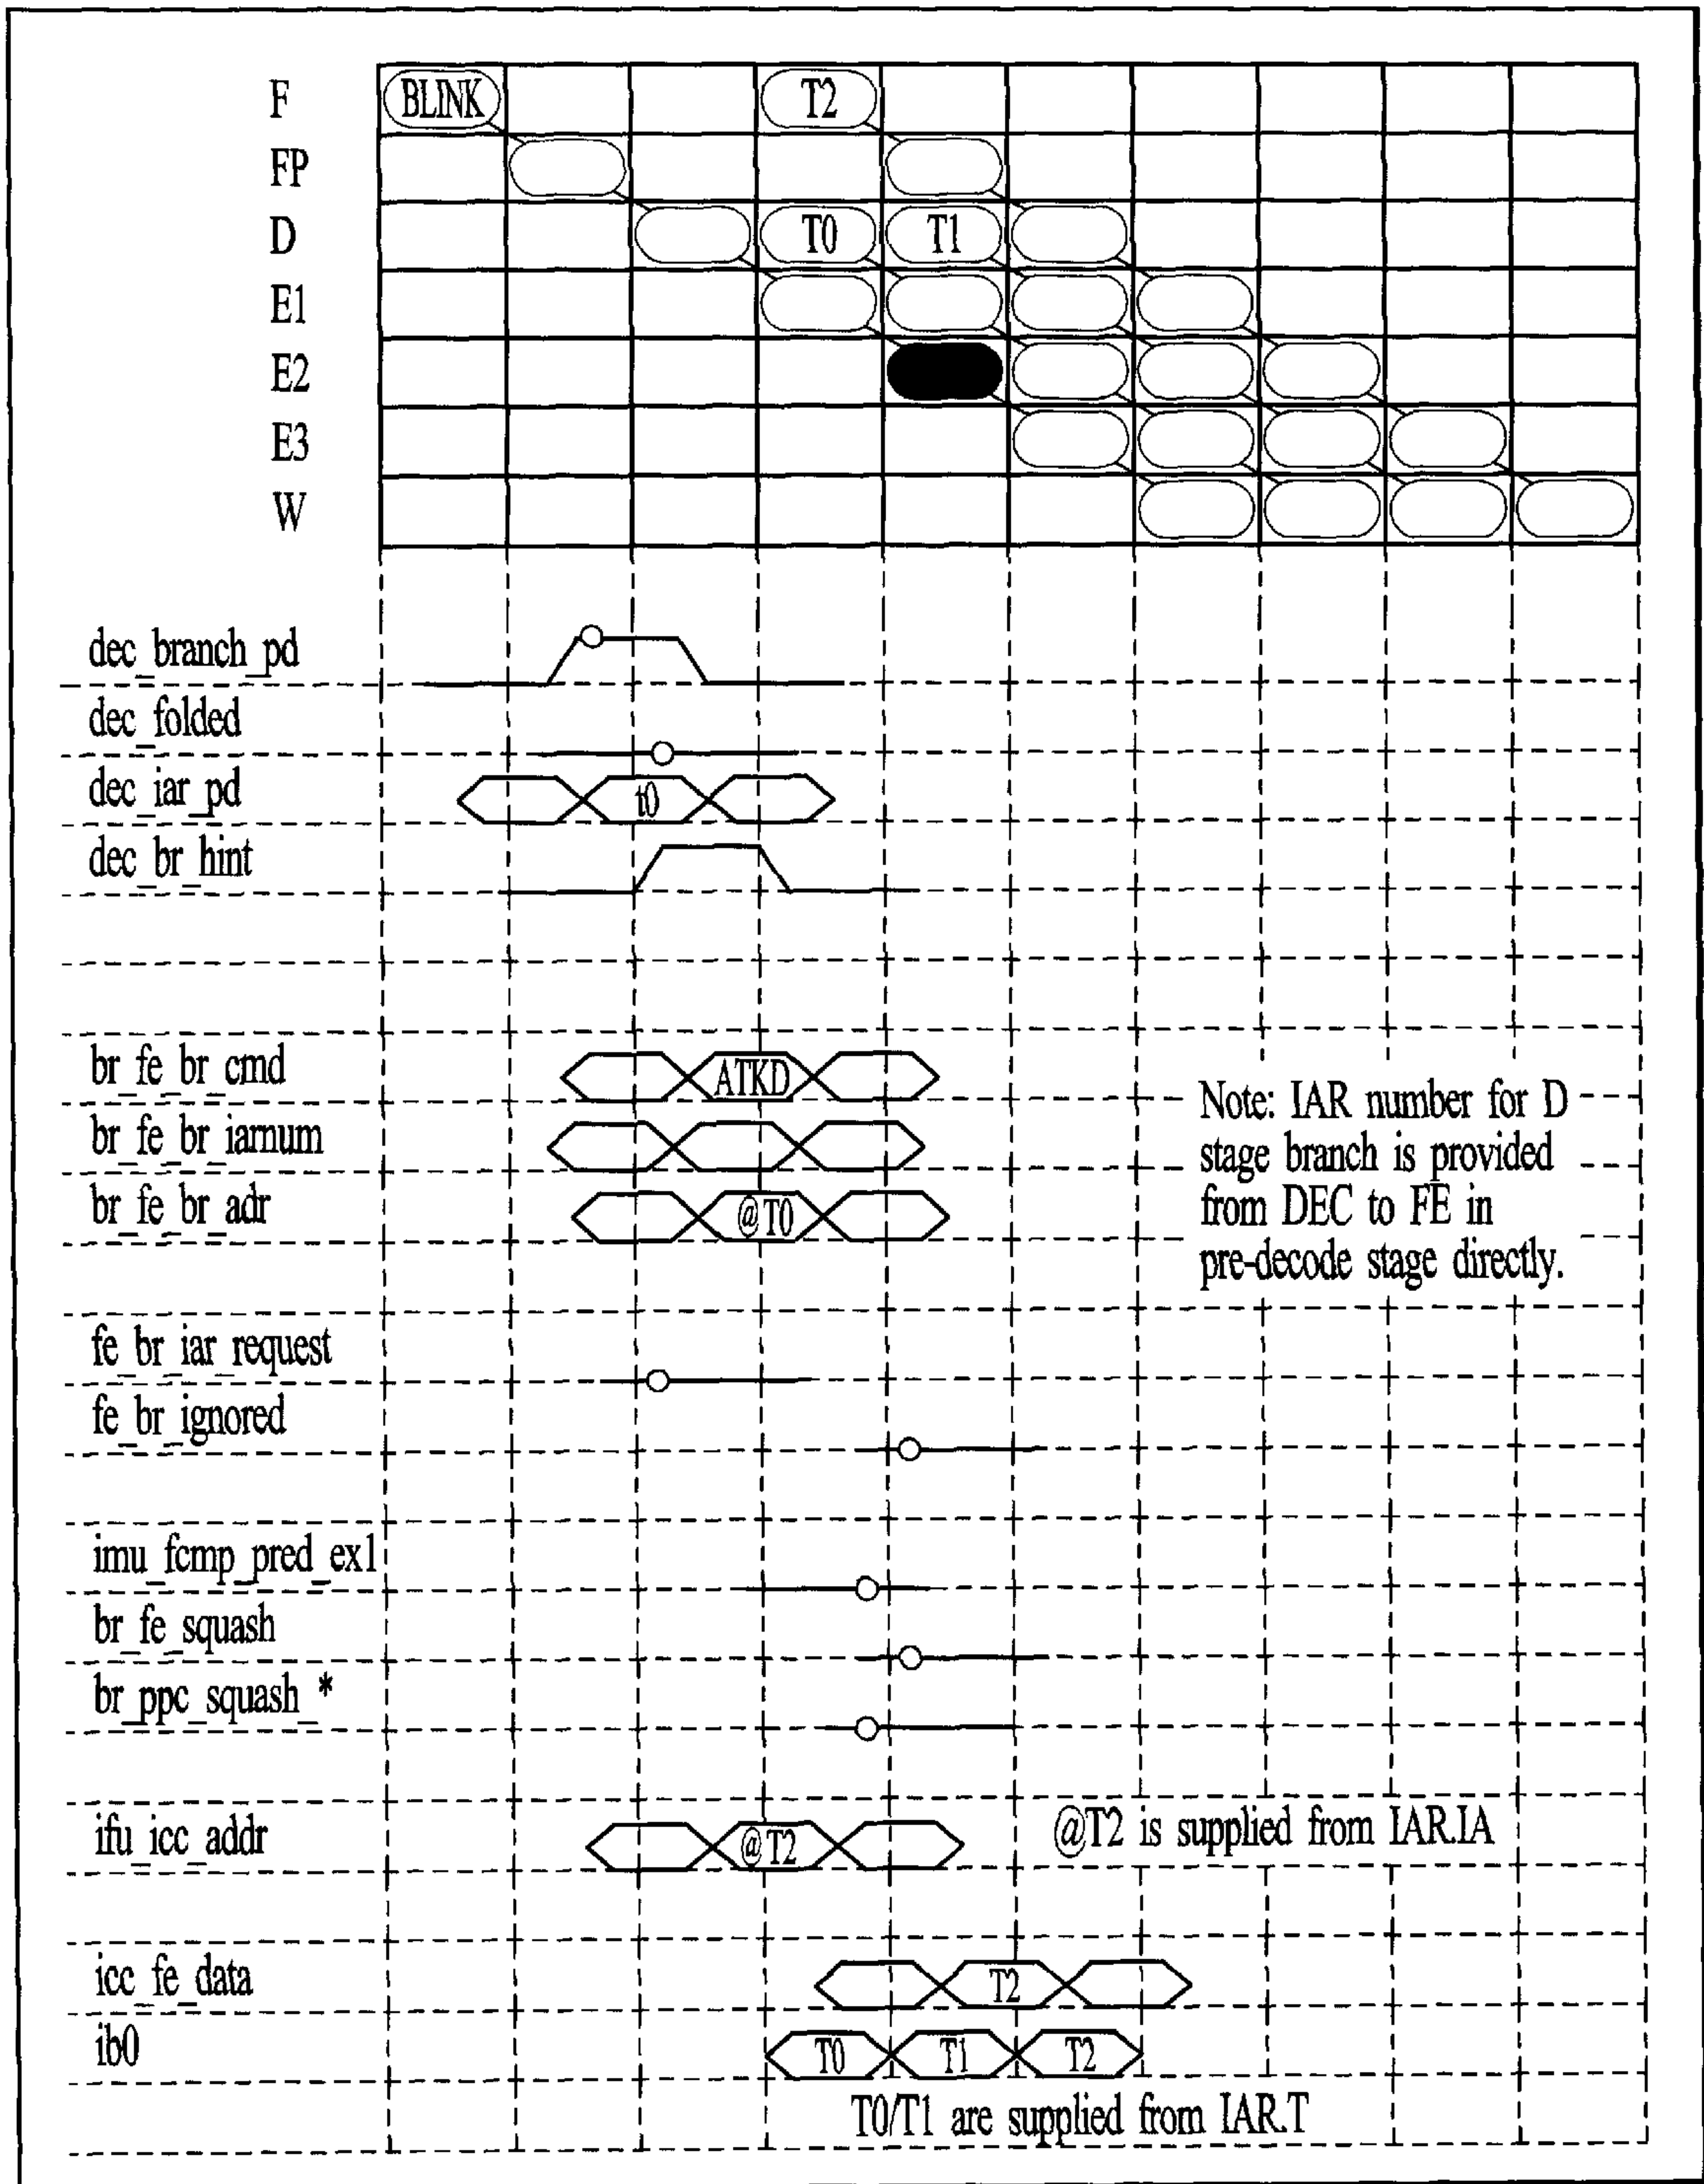 F BLINK T2
FP
D T0 T1
E1
E2
E3
W
dec_branch_pd
dec_folded
dec_iar_pd t0
dec_br_hint
br_fe_br_cmd ATKD
br_fe_br_iarnum
br_fe_br_adr @T0
Note: IAR number for D
stage branch is provided
from DEC to FE in
pre-decode stage directly.
fe_br_iar_request
fe_br_ignored
imu_fcmp_pred_ex1
br_fe_squash
br_ppc_squash_*
ifu_icc_addr @T2 @T2 is supplied from IAR.IA
icc_fe_data T2
ib0 T0 T1 T2
T0/T1 are supplied from IAR.T